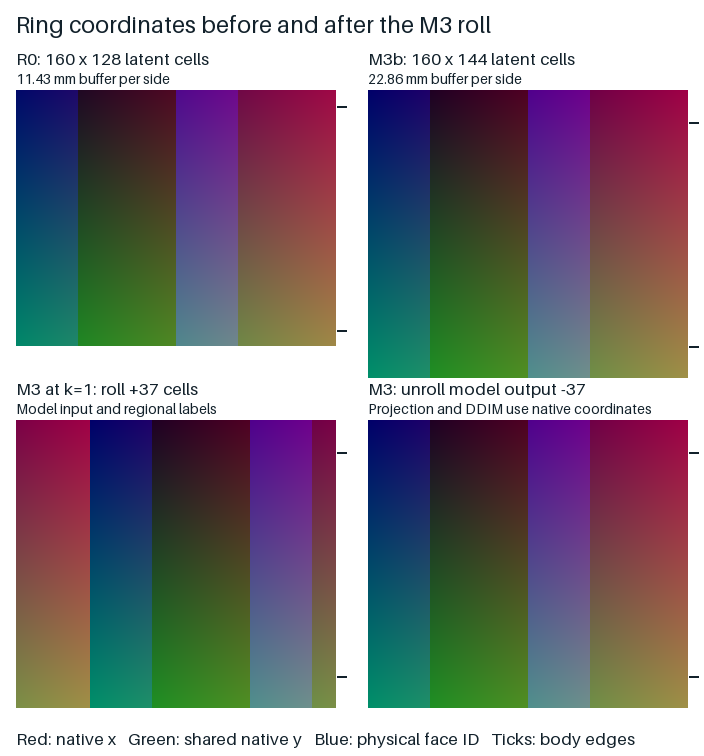 Ring coordinates before and after the M3 roll
R0: 160 x 128 latent cells
11.43 mm buffer per side
M3b: 160 x 144 latent cells
22.86 mm buffer per side
M3 at k=1: roll +37 cells
Model input and regional labels
M3: unroll model output -37
Projection and DDIM use native coordinates
Red: native x Green: shared native y Blue: physical face ID Ticks: body edges